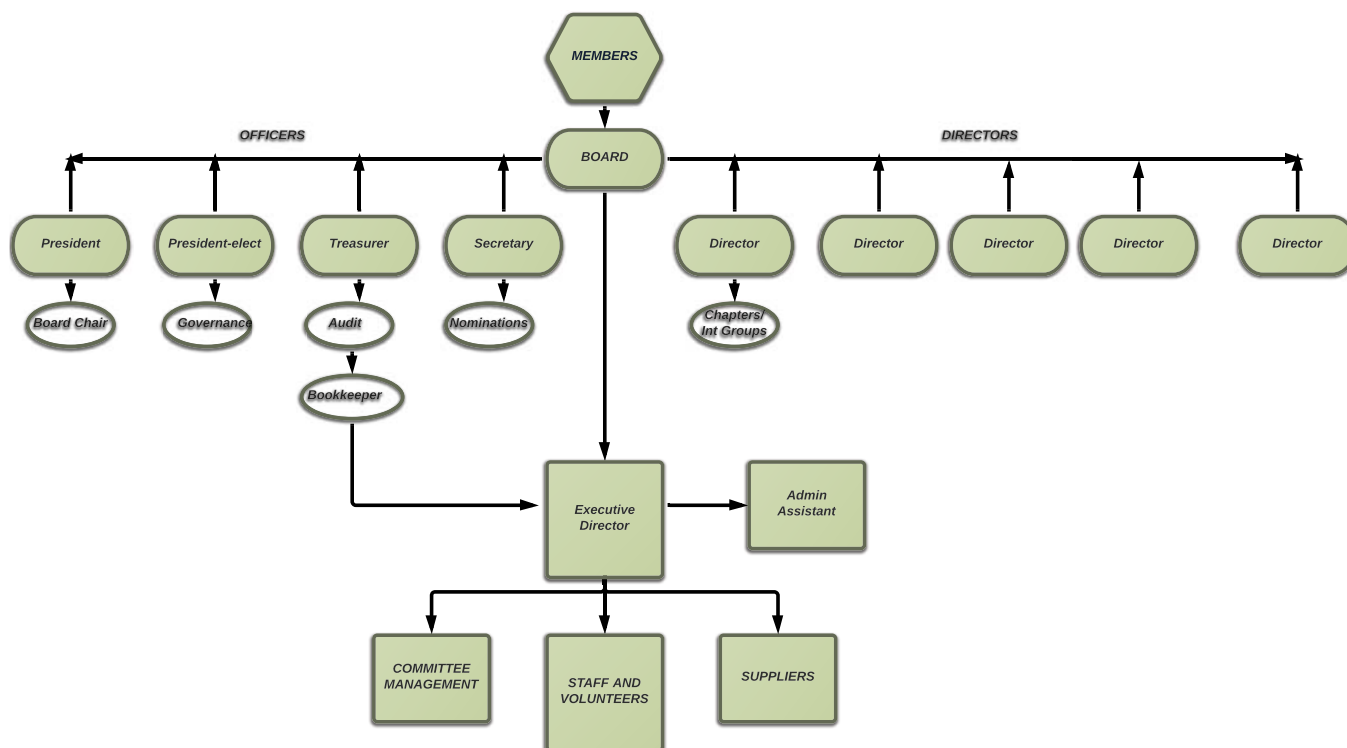 MEMBERS
OFFICERS
DIRECTORS
BOARD
President
President-elect
Treasurer
Secretary
Director
Director
Director
Director
Director
Board Chair
Governance
Audit
Nominations
Chapters/
Int Groups
Bookkeeper
Executive
Director
Admin
Assistant
COMMITTEE
MANAGEMENT
STAFF AND
VOLUNTEERS
SUPPLIERS